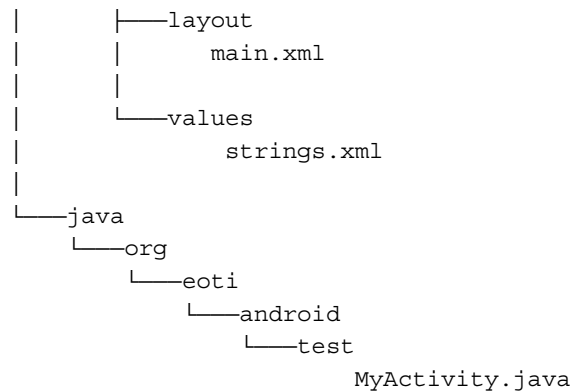 │       ├───layout
│       │       main.xml
│       │
│       └───values
│               strings.xml
│
└───java
    └───org
        └───eoti
            └───android
                └───test
                        MyActivity.java